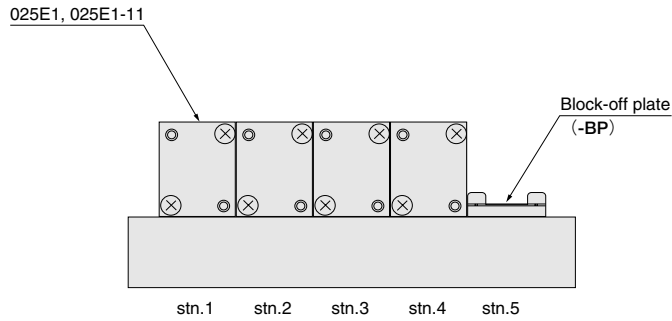 025E1, 025E1-11
Block-off plate
(-BP)
stn.1 stn.2 stn.3 stn.4 stn.5